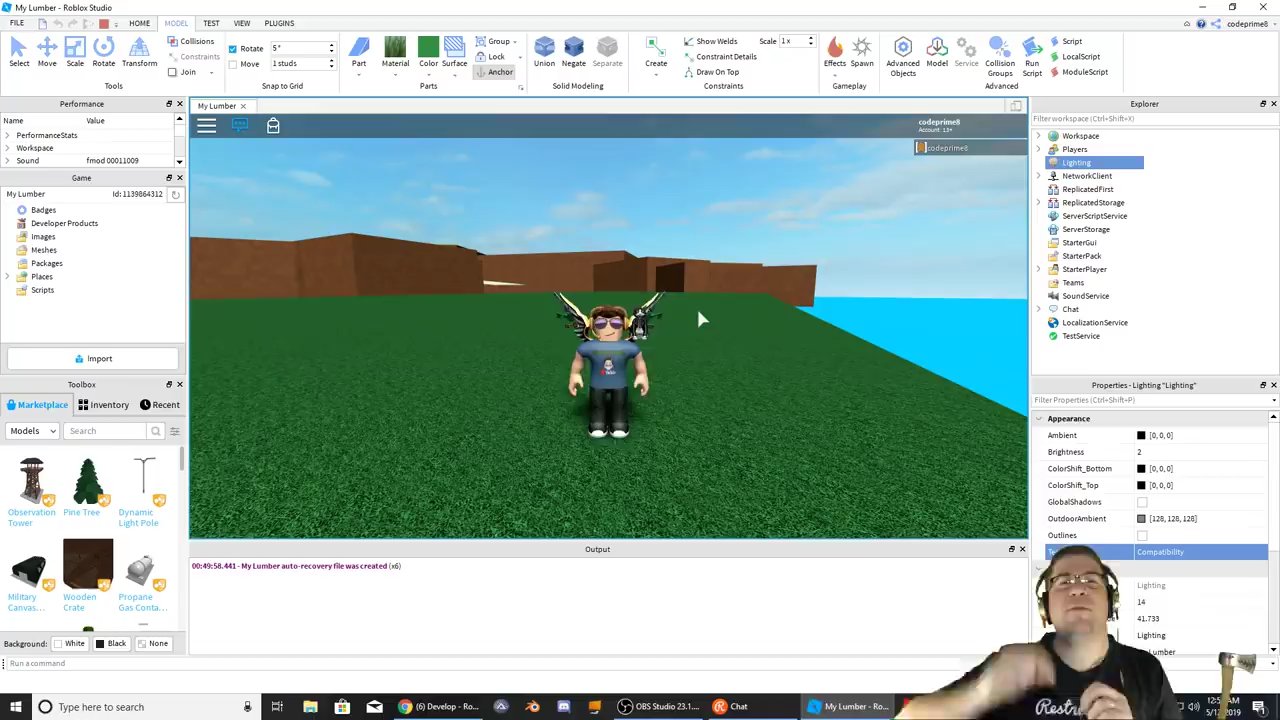 My Lumber - Roblox Studio
FILE HOME MODEL TEST VIEW PLUGINS codeprime8
Select Move Scale Rotate Transform
Collisions
Constraints
Join
Tools
Rotate 5°
Move 1 studs
Snap to Grid
Part Material Color Surface
Group
Lock
Anchor
Parts
Union Negate Separate
Solid Modeling
Create
Show Welds Scale 1 x
Constraint Details
Draw On Top
Constraints
Effects Spawn
Gameplay
Advanced Objects Model Service Collision Groups Run Script
Script
LocalScript
ModuleScript
Advanced
Performance
Name Value
PerformanceStats
Workspace
Sound fmod 00011009
Game
My Lumber Id: 1139864312
Badges
Developer Products
Images
Meshes
Packages
Places
Scripts
Import
Toolbox
Marketplace Inventory Recent
Models Search
Observation Tower
Pine Tree
Dynamic Light Pole
Military Canvas...
Wooden Crate
Propane Gas Conta...
Background: White Black None
Run a command
My Lumber
codeprime8
Account: 13+
codeprime8
Output
00:49:58.441 - My Lumber auto-recovery file was created (x6)
Explorer
Filter workspace (Ctrl+Shift+X)
Workspace
Players
Lighting
NetworkClient
ReplicatedFirst
ReplicatedStorage
ServerScriptService
ServerStorage
StarterGui
StarterPack
StarterPlayer
Teams
SoundService
Chat
LocalizationService
TestService
Properties - Lighting "Lighting"
Filter Properties (Ctrl+Shift+P)
Appearance
Ambient [0, 0, 0]
Brightness 2
ColorShift_Bottom [0, 0, 0]
ColorShift_Top [0, 0, 0]
GlobalShadows
OutdoorAmbient [128, 128, 128]
Outlines
Compatibility
Lighting
14
41.733
Lighting
Type here to search
(6) Develop - Ro...
OBS Studio 23.1....
Chat
My Lumber - Ro...